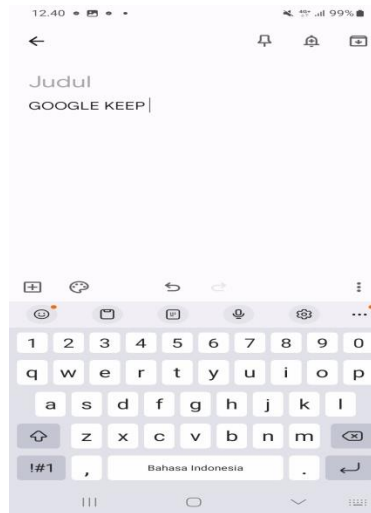 12.40
4G+ 99%
Judul
GOOGLE KEEP
1 2 3 4 5 6 7 8 9 0
q w e r t y u i o p
a s d f g h j k l
z x c v b n m
!#1 , Bahasa Indonesia .